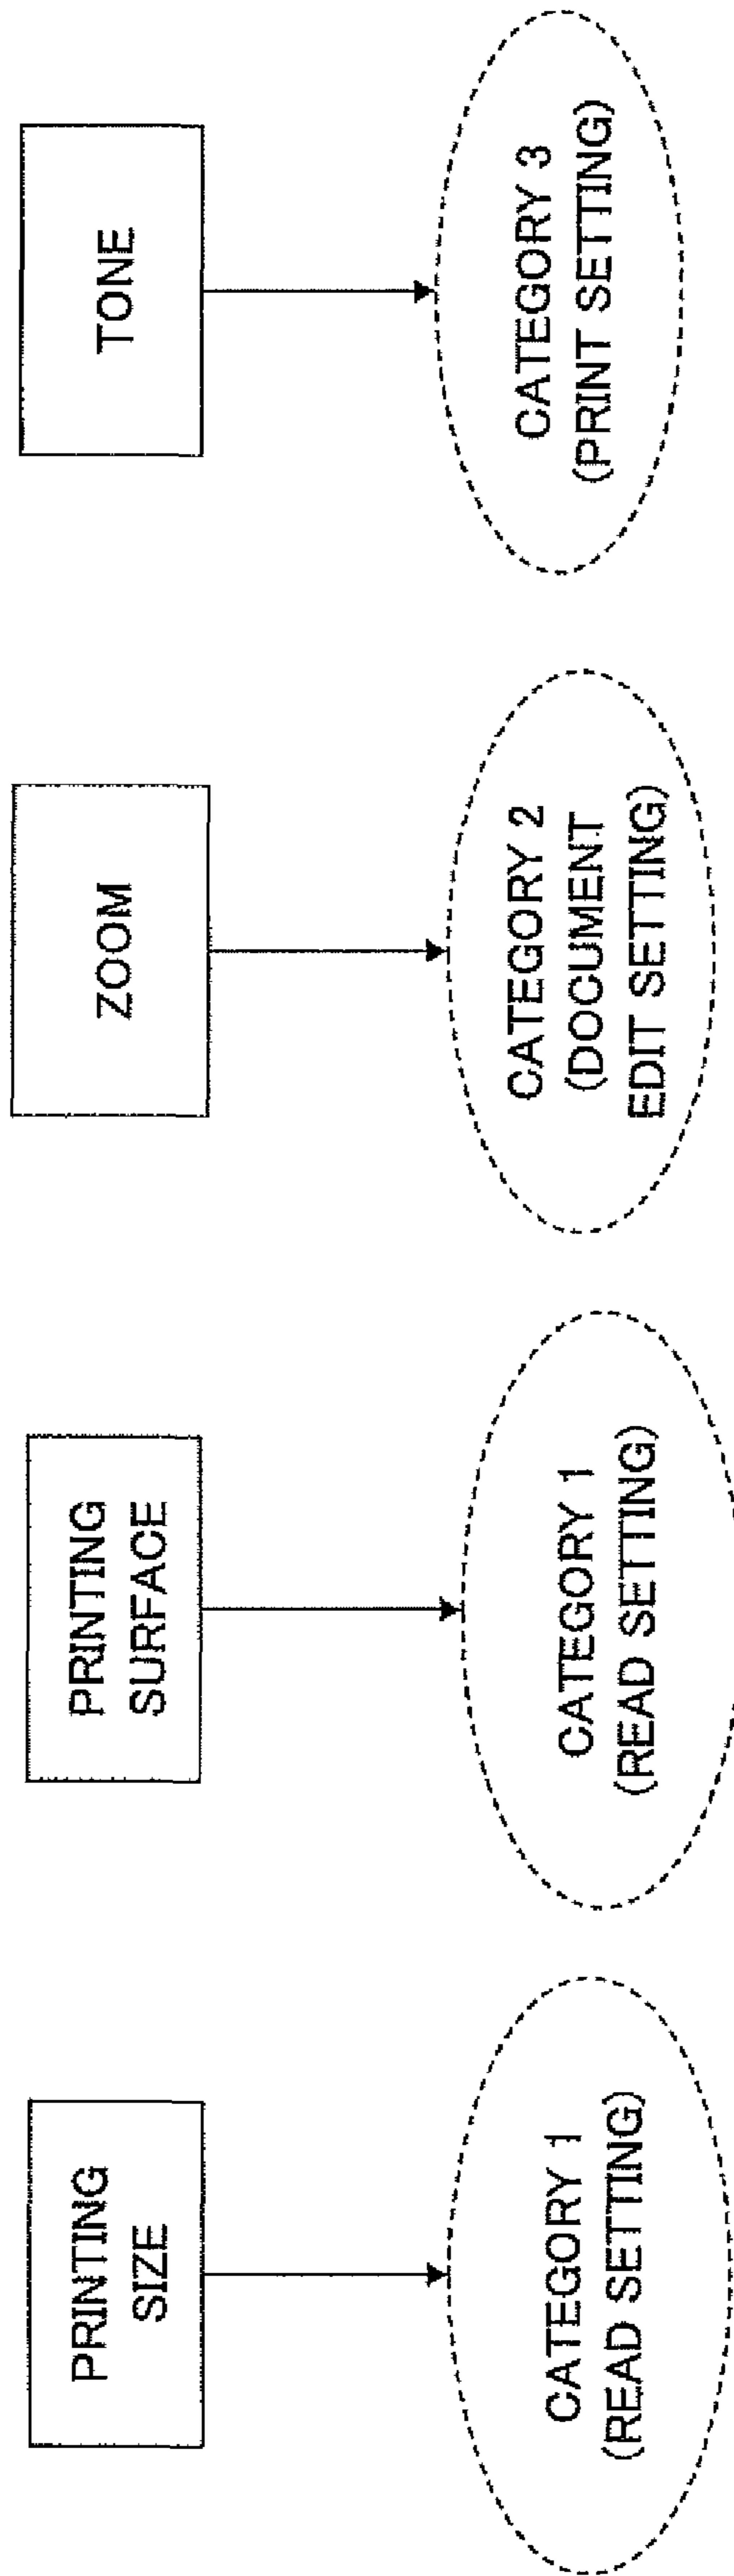 PRINTING
SIZE
CATEGORY 1
(READ SETTING)
PRINTING
SURFACE
CATEGORY 1
(READ SETTING)
ZOOM
CATEGORY 2
(DOCUMENT
EDIT SETTING)
TONE
CATEGORY 3
(PRINT SETTING)